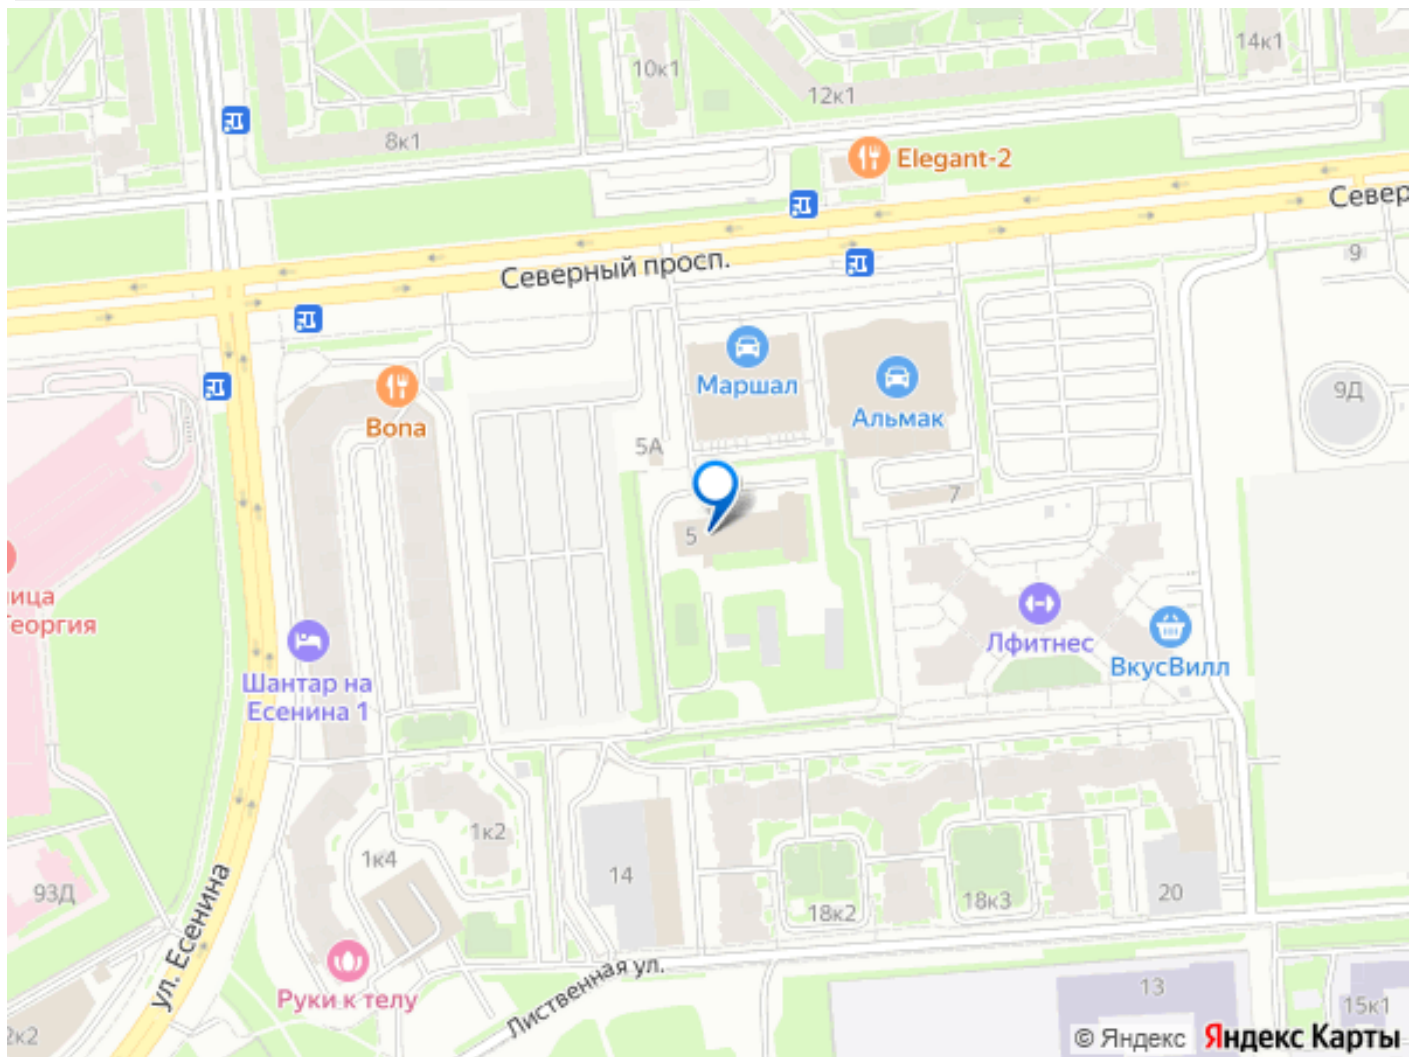 14к1
10к1
12к1
8к1
Elegant-2
Север
Северный просп.
9
Маршал
9Д
Альмак
Bona
5А
7
5
ица
Георгия
Лфитнес
ВкусВилл
Шантар на
Есенина 1
1к2
1к4
14
93Д
20
18к3
18к2
ул. Есенина
Лиственная ул.
Руки к телу
13
15к1
2к2
© Яндекс Яндекс Карты